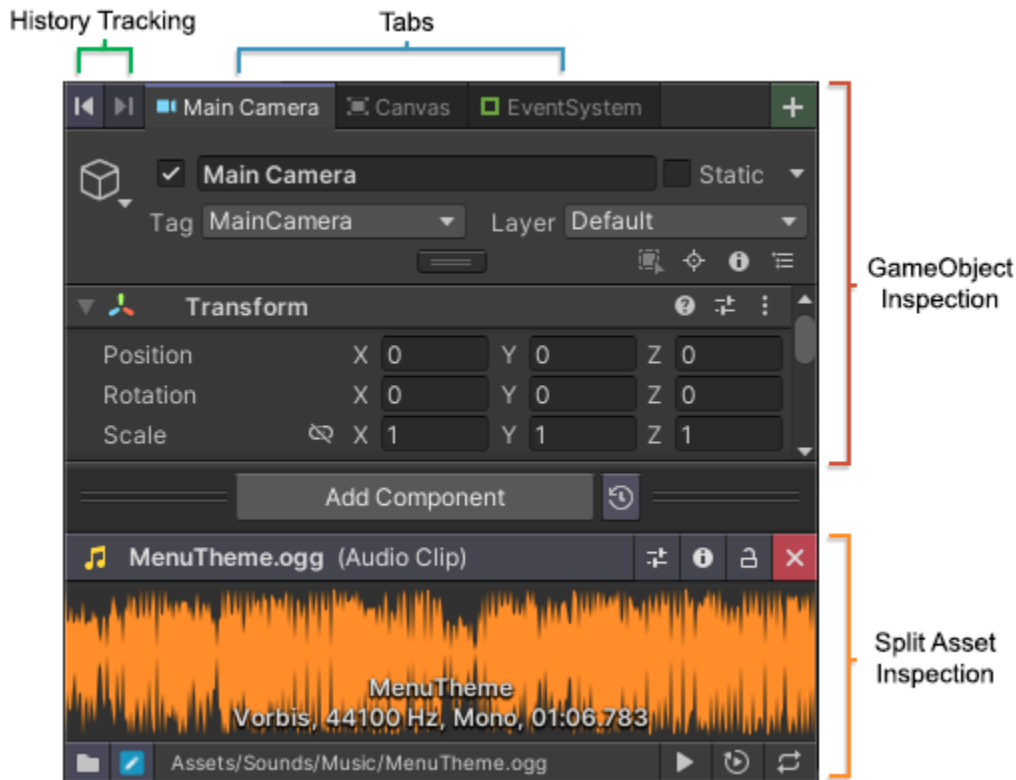 History Tracking
Tabs
Main Camera
Canvas
EventSystem
Main Camera
Static
Tag MainCamera
Layer Default
GameObject
Inspection
Transform
Position X 0 Y 0 Z 0
Rotation X 0 Y 0 Z 0
Scale X 1 Y 1 Z 1
Add Component
MenuTheme.ogg (Audio Clip)
Split Asset
Inspection
MenuTheme
Vorbis, 44100 Hz, Mono, 01:06.783
Assets/Sounds/Music/MenuTheme.ogg